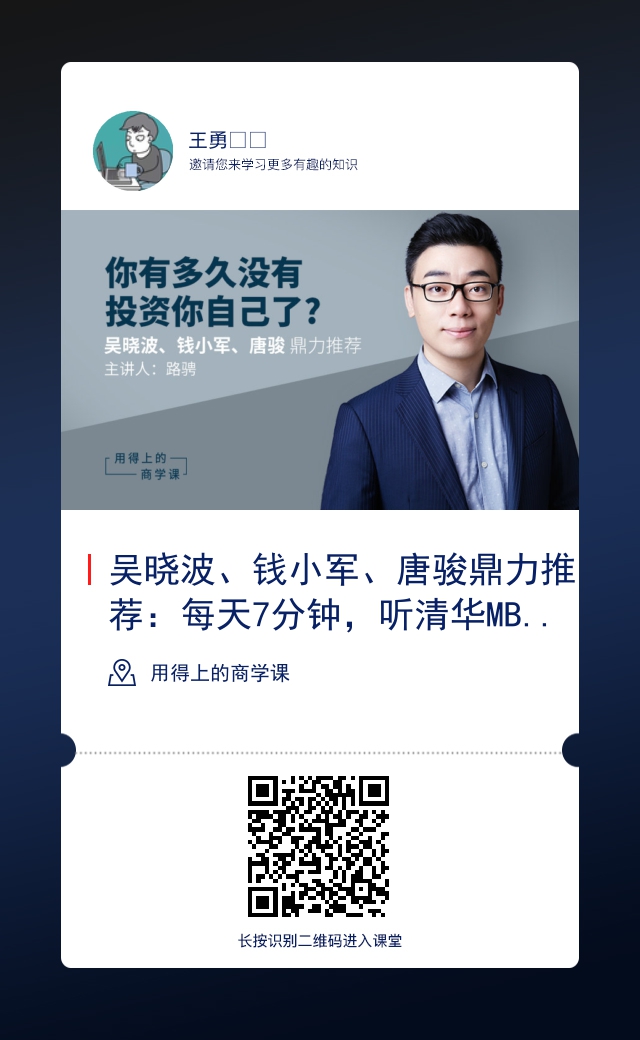 王勇□□
邀请您来学习更多有趣的知识
你有多久没有
投资你自己了?
吴晓波、钱小军、唐骏 鼎力推荐
主讲人：路骋
用得上的
商学课
吴晓波、钱小军、唐骏鼎力推
荐：每天7分钟，听清华MB..
用得上的商学课
长按识别二维码进入课堂